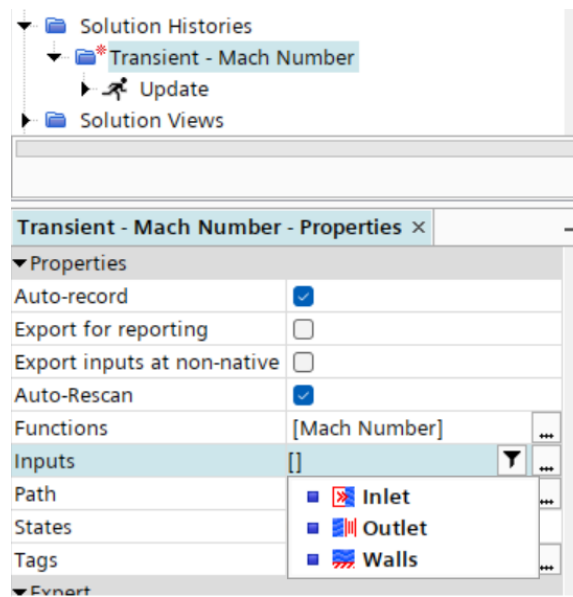 Solution Histories
Transient - Mach Number
Update
Solution Views
Transient - Mach Number - Properties ×
Properties
Auto-record
Export for reporting
Export inputs at non-native
Auto-Rescan
Functions [Mach Number] ...
Inputs [] ...
Path ...
Inlet
States
Outlet
Tags ...
Walls
Expert